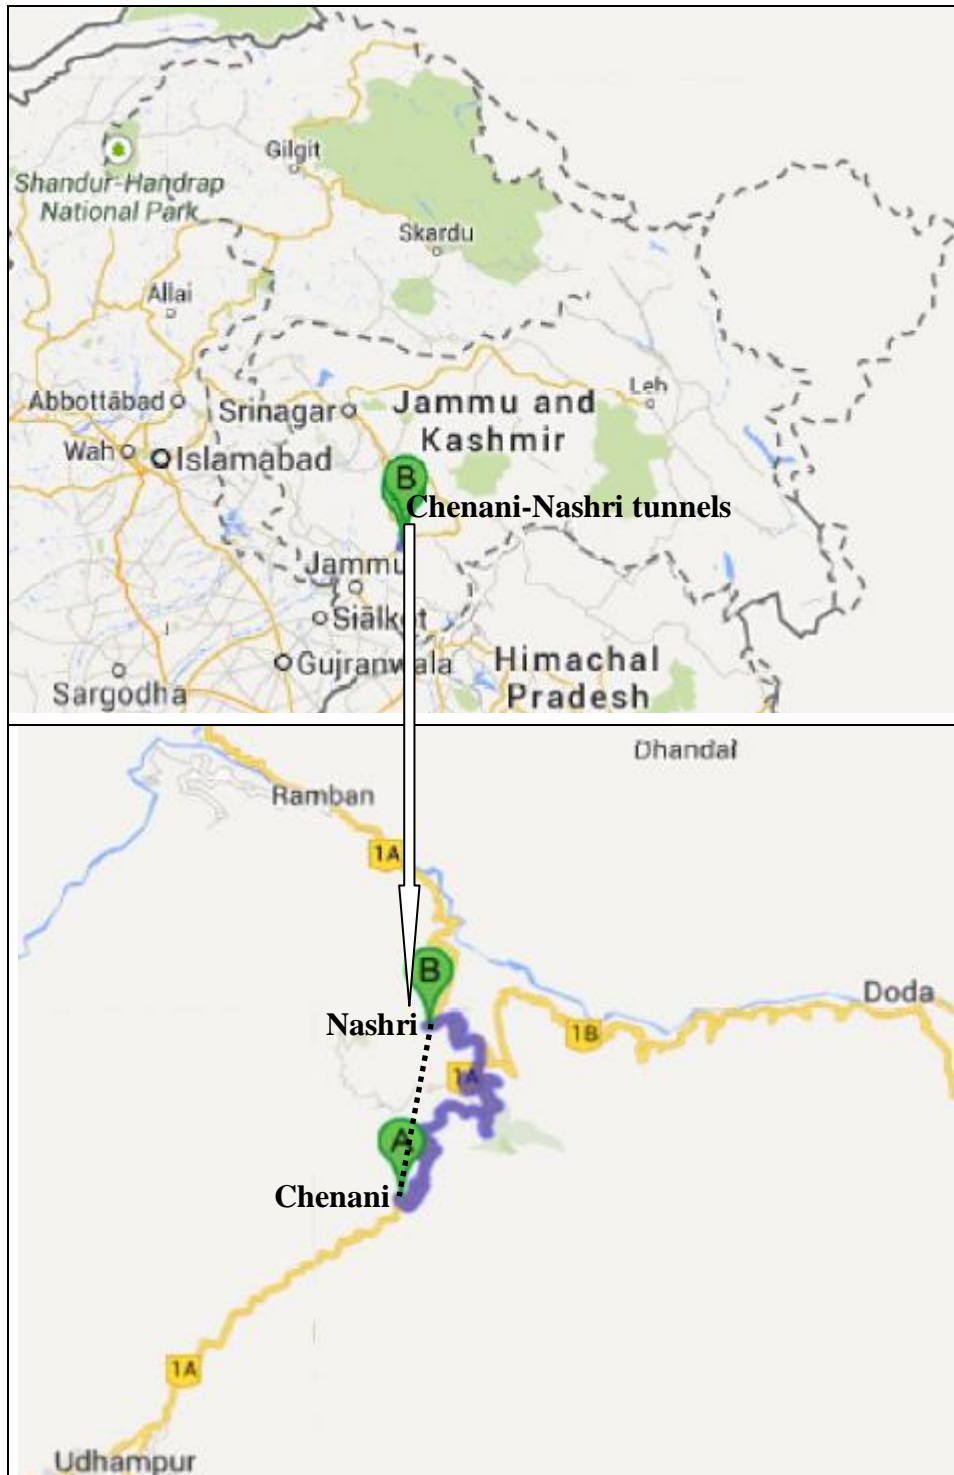 Gilgit
Shandur-Handrap
National Park
Skardu
Allai
Leh
Abbottābad
Srinagar
Jammu and
Kashmir
Wah
Islamabad
B
Chenani-Nashri tunnels
Jammu
Siālkot
Gujranwala
Himachal
Pradesh
Sargodha
Dhandal
Ramban
1A
B
Doda
Nashri
1B
1A
A
Chenani
1A
Udhampur